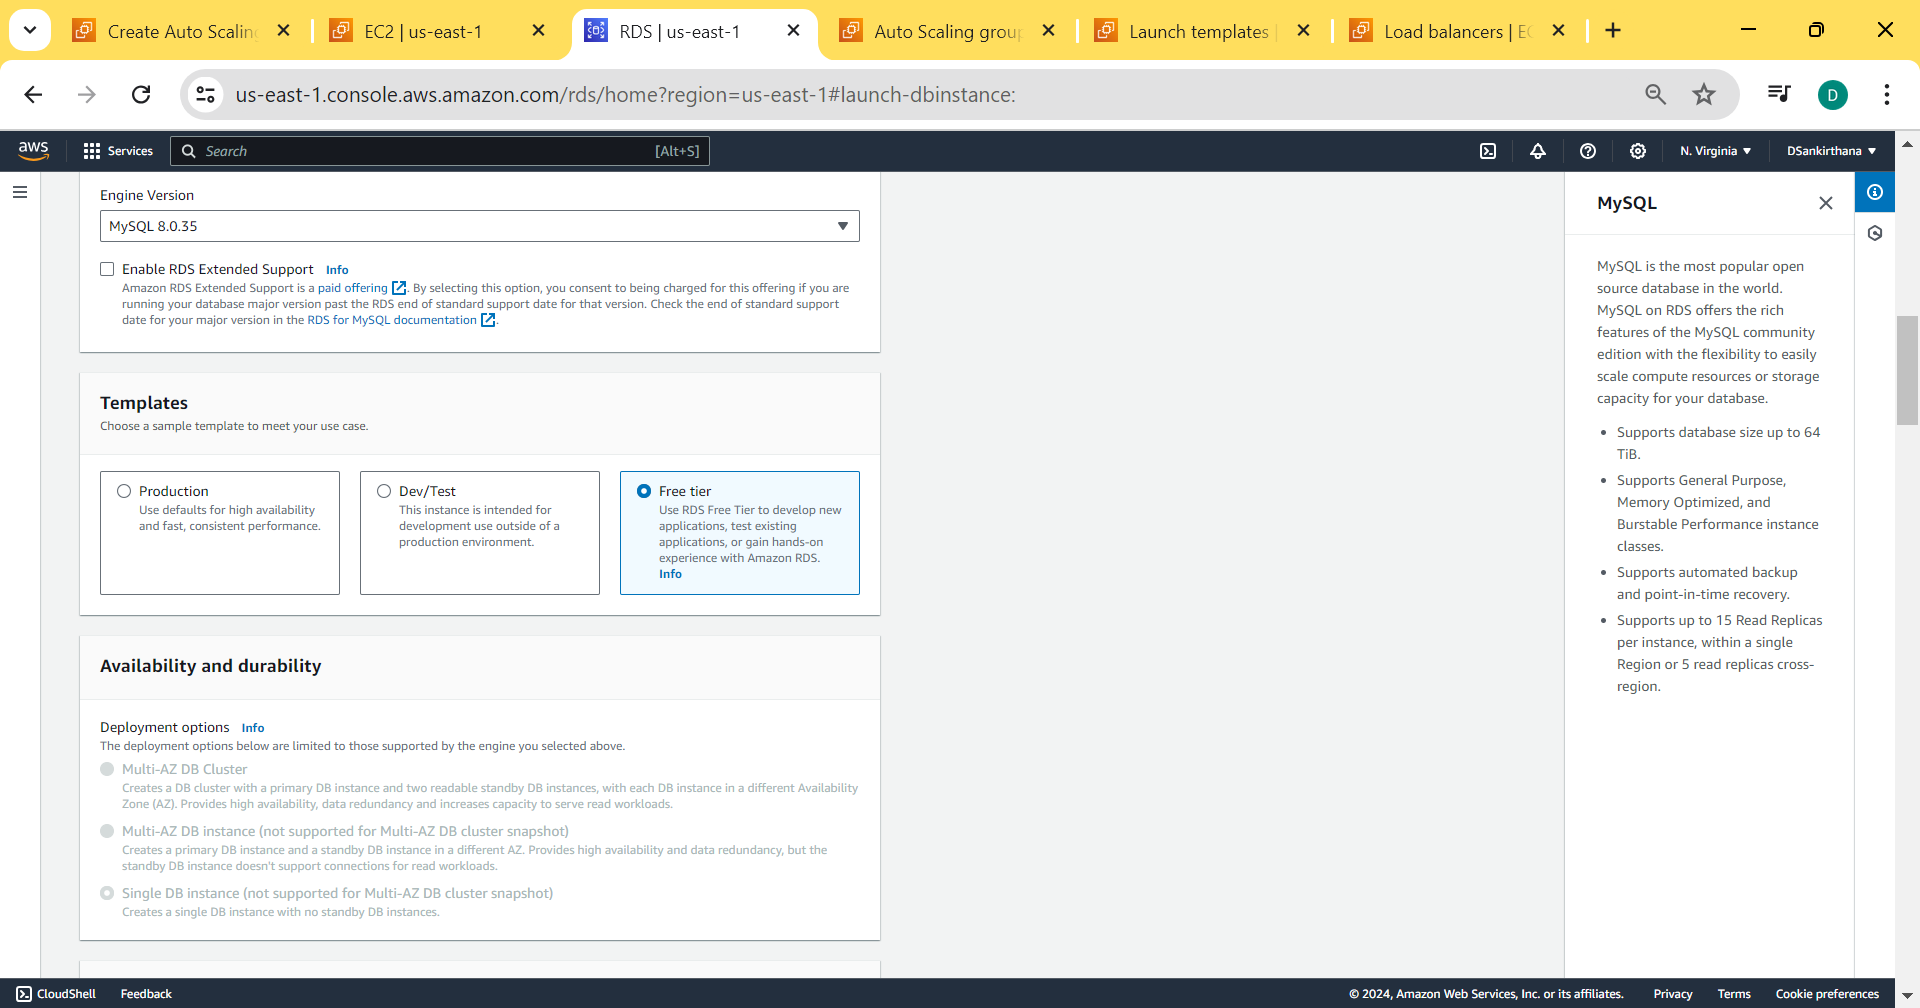 Create Auto Scaling
EC2 | us-east-1
RDS | us-east-1
Auto Scaling grou
Launch templates |
Load balancers | EC
us-east-1.console.aws.amazon.com/rds/home?region=us-east-1#launch-dbinstance:
D
aws
Services
Search
[Alt+S]
N. Virginia
DSankirthana
Engine Version
MySQL 8.0.35
Enable RDS Extended Support Info
Amazon RDS Extended Support is a paid offering. By selecting this option, you consent to being charged for this offering if you are
running your database major version past the RDS end of standard support date for that version. Check the end of standard support
date for your major version in the RDS for MySQL documentation.
Templates
Choose a sample template to meet your use case.
Production
Use defaults for high availability
and fast, consistent performance.
Dev/Test
This instance is intended for
development use outside of a
production environment.
Free tier
Use RDS Free Tier to develop new
applications, test existing
applications, or gain hands-on
experience with Amazon RDS.
Info
Availability and durability
Deployment options Info
The deployment options below are limited to those supported by the engine you selected above.
Multi-AZ DB Cluster
Creates a DB cluster with a primary DB instance and two readable standby DB instances, with each DB instance in a different Availability
Zone (AZ). Provides high availability, data redundancy and increases capacity to serve read workloads.
Multi-AZ DB instance (not supported for Multi-AZ DB cluster snapshot)
Creates a primary DB instance and a standby DB instance in a different AZ. Provides high availability and data redundancy, but the
standby DB instance doesn't support connections for read workloads.
Single DB instance (not supported for Multi-AZ DB cluster snapshot)
Creates a single DB instance with no standby DB instances.
MySQL
MySQL is the most popular open
source database in the world.
MySQL on RDS offers the rich
features of the MySQL community
edition with the flexibility to easily
scale compute resources or storage
capacity for your database.
• Supports database size up to 64
TiB.
• Supports General Purpose,
Memory Optimized, and
Burstable Performance instance
classes.
• Supports automated backup
and point-in-time recovery.
• Supports up to 15 Read Replicas
per instance, within a single
Region or 5 read replicas cross-
region.
CloudShell
Feedback
© 2024, Amazon Web Services, Inc. or its affiliates.
Privacy
Terms
Cookie preferences